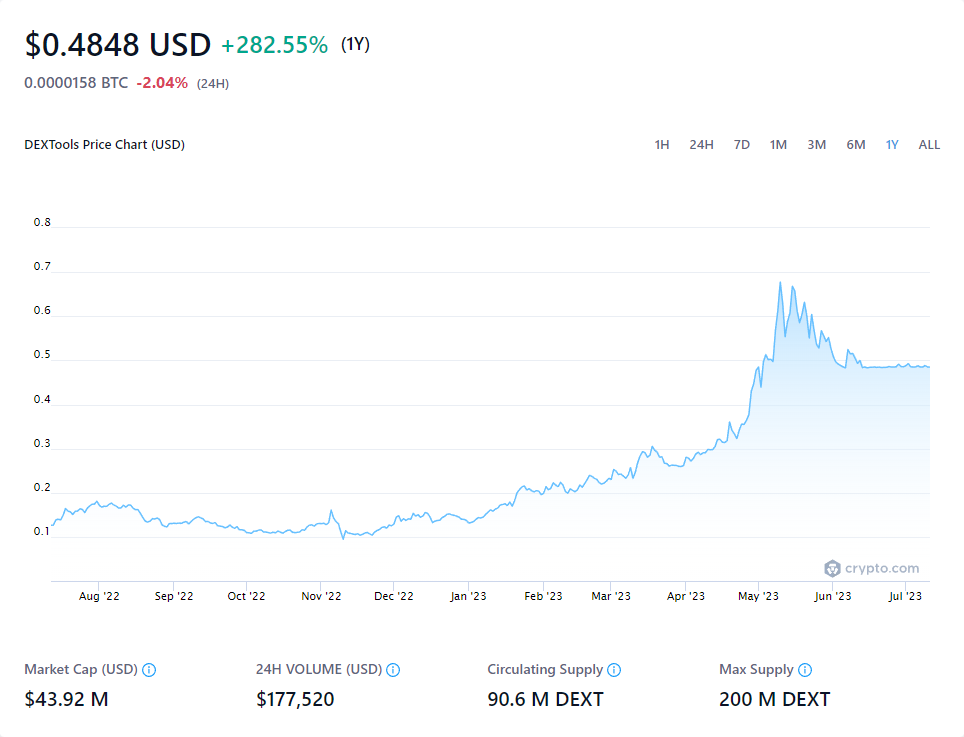 $0.4848 USD +282.55% (1Y)
0.0000158 BTC -2.04% (24H)
DEXTools Price Chart (USD) 1H 24H 7D 1M 3M 6M 1Y ALL
0.8
0.7
0.6
0.5
0.4
0.3
0.2
0.1
crypto.com
Aug '22 Sep '22 Oct '22 Nov '22 Dec '22 Jan '23 Feb '23 Mar '23 Apr '23 May '23 Jun '23 Jul '23
Market Cap (USD) 24H VOLUME (USD) Circulating Supply Max Supply
$43.92 M $177,520 90.6 M DEXT 200 M DEXT